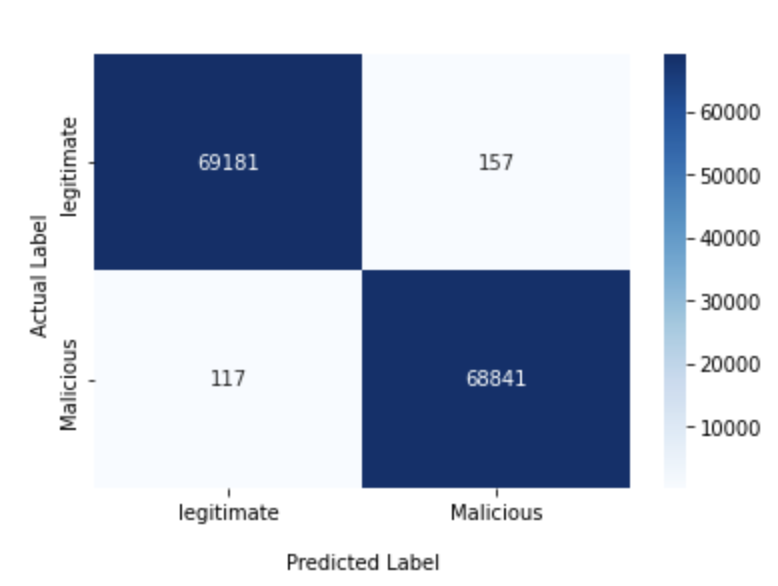 legitimate
Malicious
Actual Label
69181
157
117
68841
legitimate
Malicious
Predicted Label
60000
50000
40000
30000
20000
10000